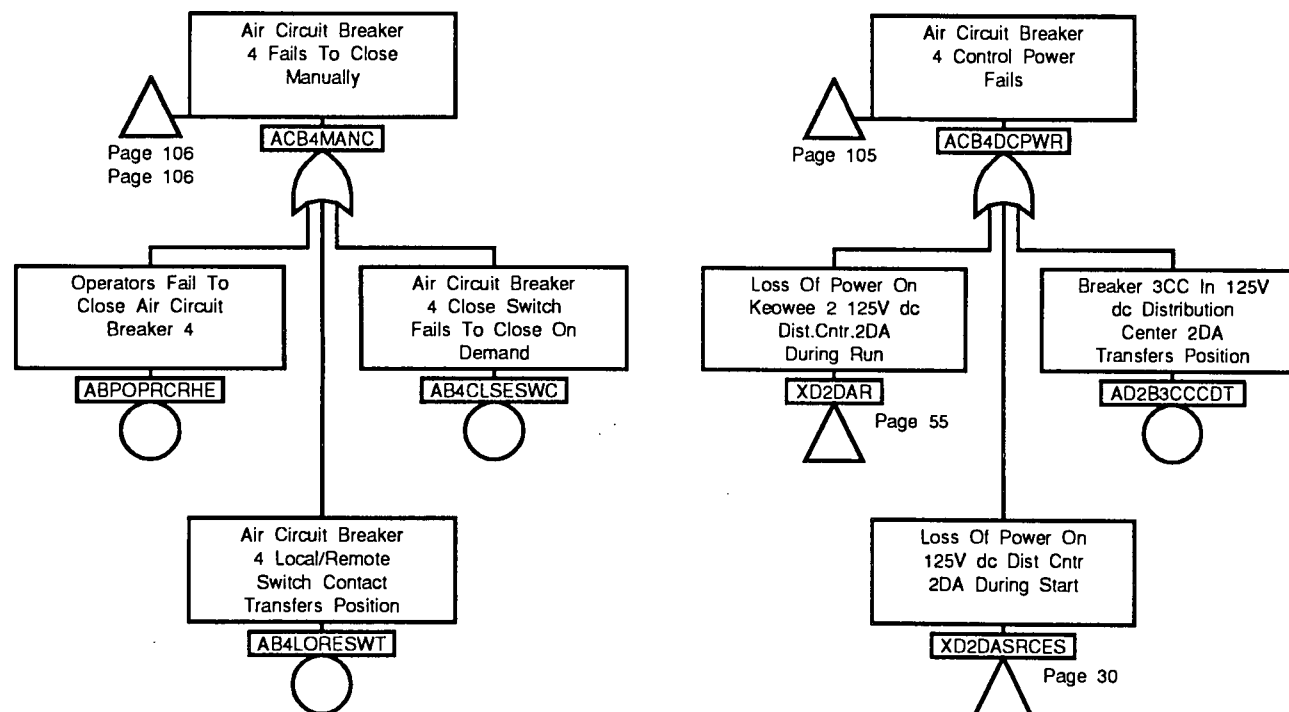 Air Circuit Breaker
4 Fails To Close
Manually
Page 106
Page 106
ACB4MANC
Operators Fail To
Close Air Circuit
Breaker 4
ABPOPRCRHE
Air Circuit Breaker
4 Close Switch
Fails To Close On
Demand
AB4CLSESWC
Air Circuit Breaker
4 Local/Remote
Switch Contact
Transfers Position
AB4LORESWT
Air Circuit Breaker
4 Control Power
Fails
Page 105
ACB4DCPWR
Loss Of Power On
Keowee 2 125V dc
Dist.Cntr.2DA
During Run
XD2DAR
Page 55
Breaker 3CC In 125V
dc Distribution
Center 2DA
Transfers Position
AD2B3CCCDT
Loss Of Power On
125V dc Dist Cntr
2DA During Start
XD2DASRCES
Page 30